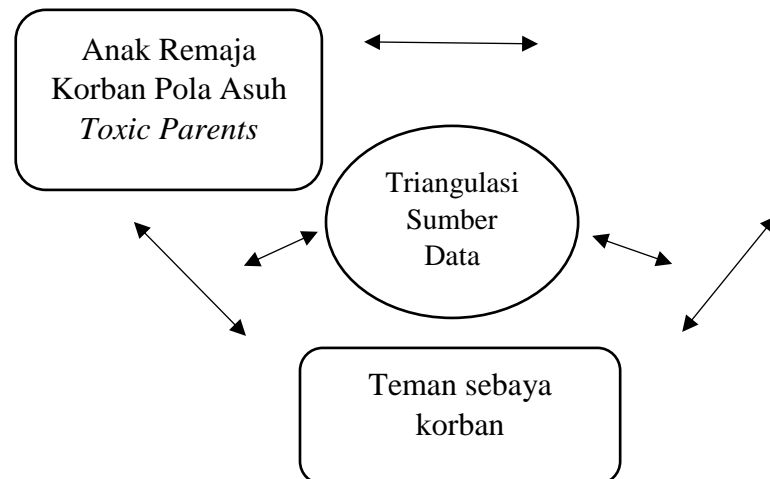 Anak Remaja
Korban Pola Asuh
Toxic Parents
Triangulasi
Sumber
Data
Teman sebaya
korban